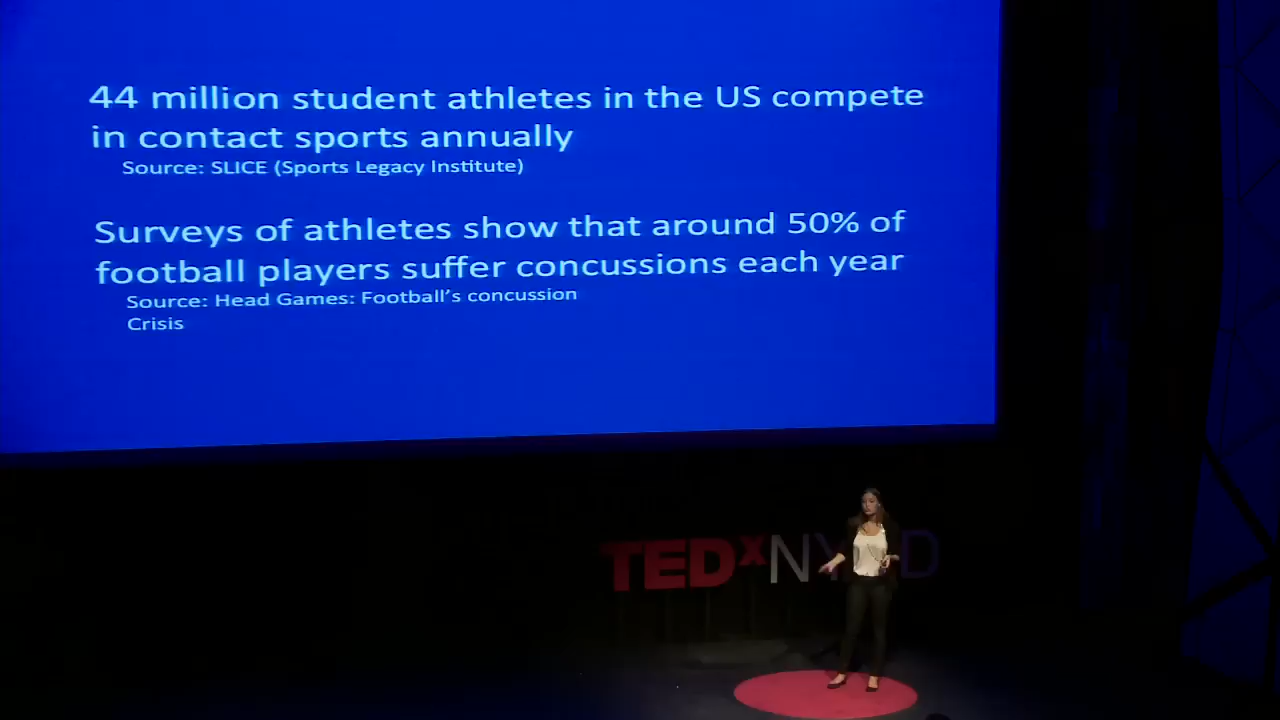 44 million student athletes in the US compete
in contact sports annually
Source: SLICE (Sports Legacy Institute)
Surveys of athletes show that around 50% of
football players suffer concussions each year
Source: Head Games: Football's concussion
Crisis
TEDxNY D